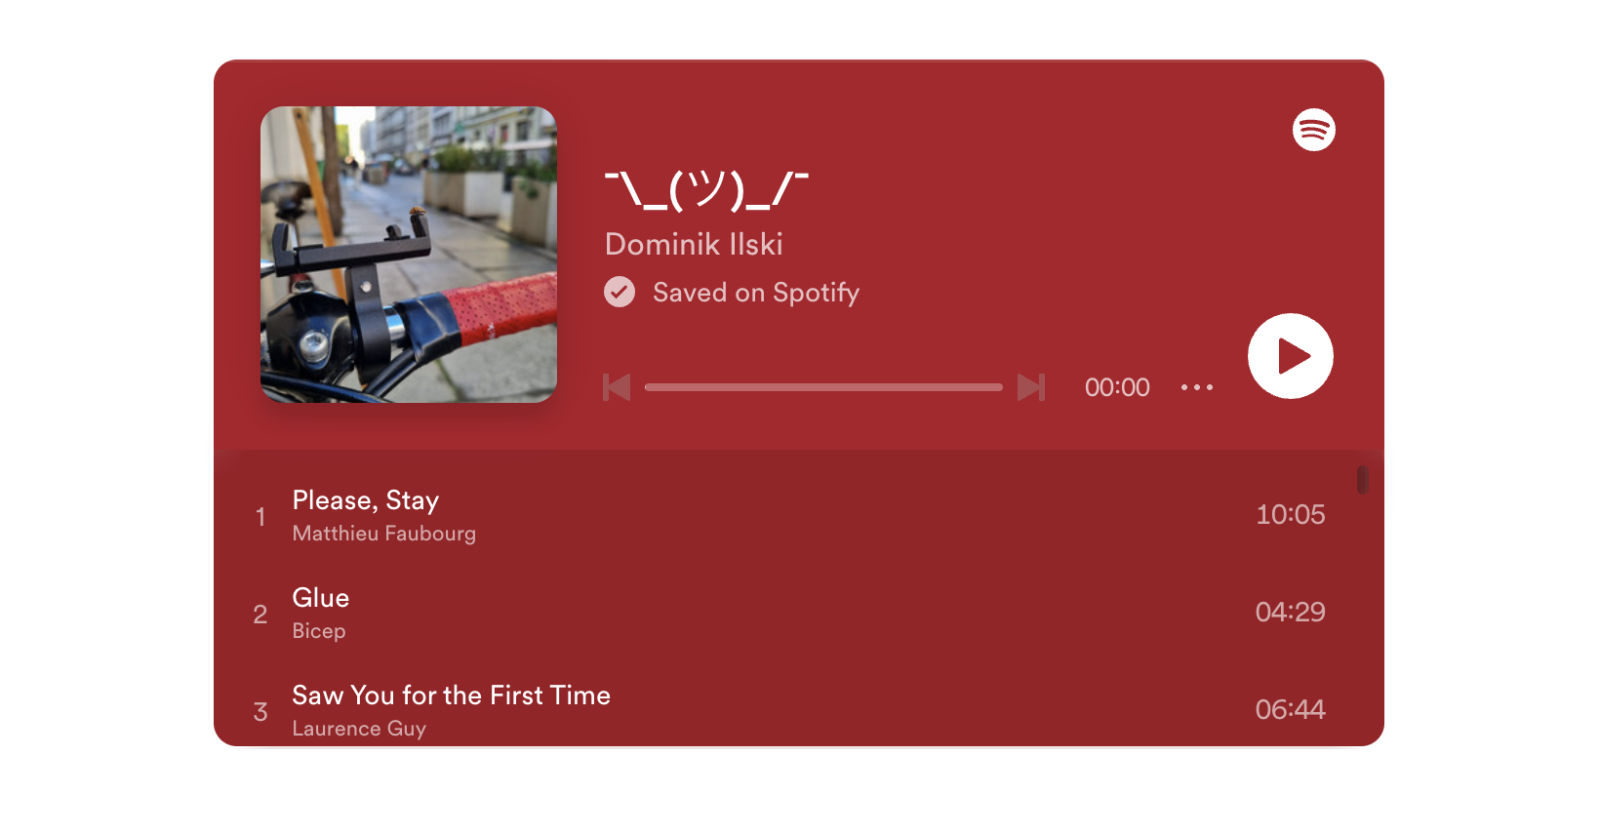 ¯\_(ツ)_/¯
Dominik Ilski
Saved on Spotify
00:00
1
Please, Stay
Matthieu Faubourg
10:05
2
Glue
Bicep
04:29
3
Saw You for the First Time
Laurence Guy
06:44